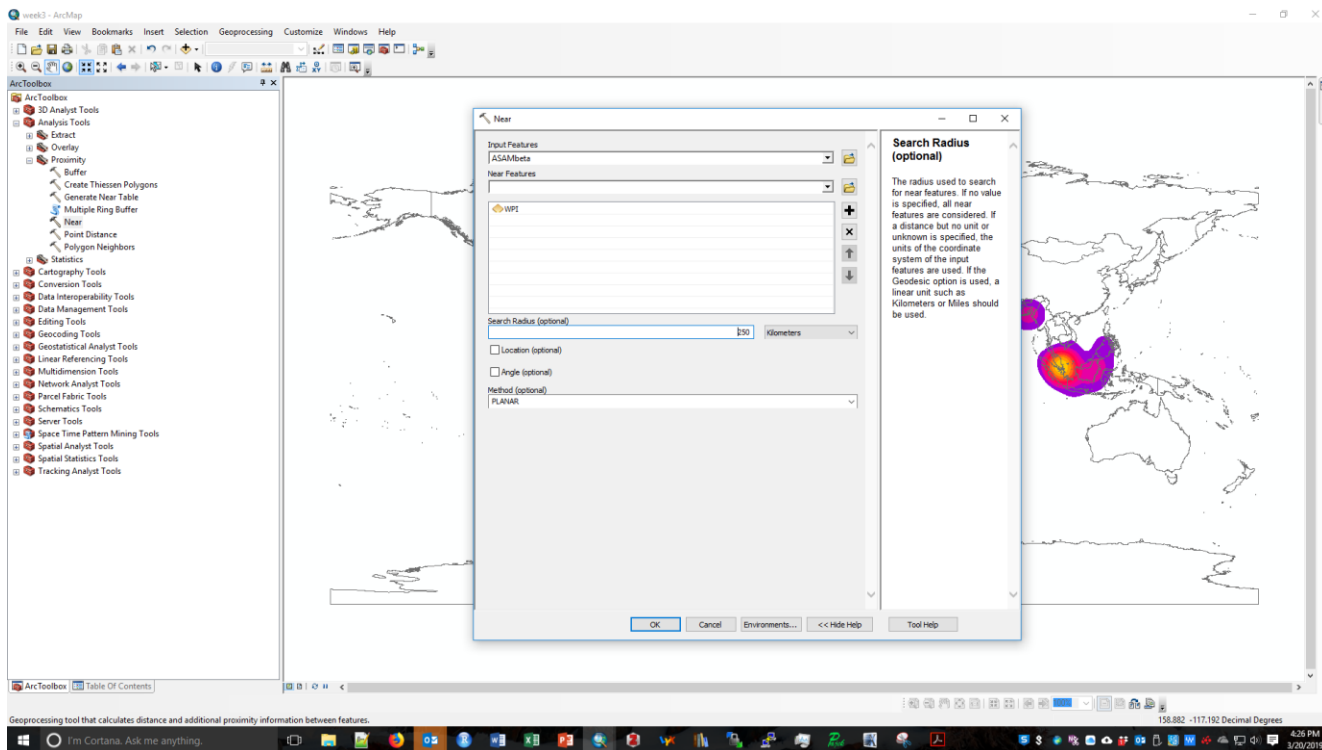 week3 - ArcMap
File Edit View Bookmarks Insert Selection Geoprocessing Customize Windows Help
ArcToolbox
ArcToolbox
3D Analyst Tools
Analysis Tools
Extract
Overlay
Proximity
Buffer
Create Thiessen Polygons
Generate Near Table
Multiple Ring Buffer
Near
Point Distance
Polygon Neighbors
Statistics
Cartography Tools
Conversion Tools
Data Interoperability Tools
Data Management Tools
Editing Tools
Geocoding Tools
Geostatistical Analyst Tools
Linear Referencing Tools
Multidimension Tools
Network Analyst Tools
Parcel Fabric Tools
Schematics Tools
Server Tools
Space Time Pattern Mining Tools
Spatial Analyst Tools
Spatial Statistics Tools
Tracking Analyst Tools
Near
Input Features
ASAMbeta
Near Features
WPI
Search Radius (optional)
250 Kilometers
Location (optional)
Angle (optional)
Method (optional)
PLANAR
Search Radius
(optional)
The radius used to search
for near features. If no value
is specified, all near
features are considered. If
a distance but no unit or
unknown is specified, the
units of the coordinate
system of the input
features are used. If the
Geodesic option is used, a
linear unit such as
Kilometers or Miles should
be used.
OK Cancel Environments... << Hide Help Tool Help
ArcToolbox Table Of Contents
Geoprocessing tool that calculates distance and additional proximity information between features.
158.882 -117.192 Decimal Degrees
I'm Cortana. Ask me anything.
4:26 PM
3/20/2019